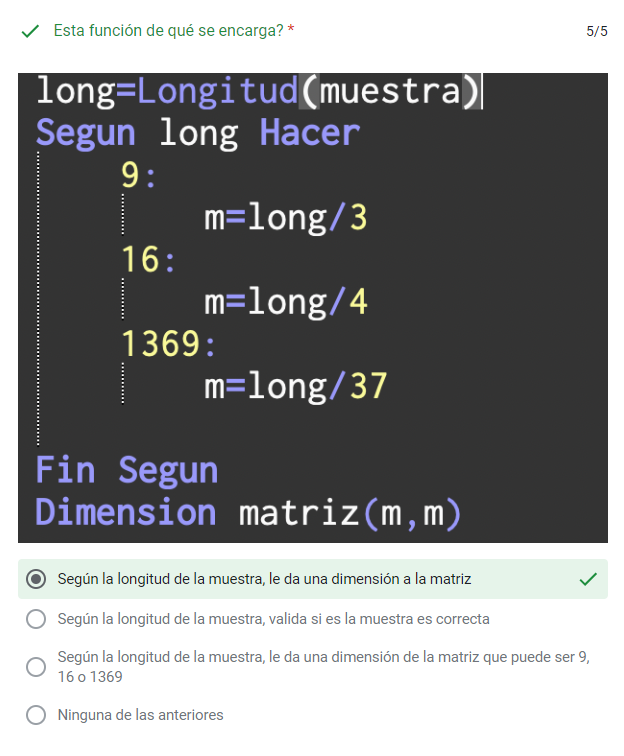 Esta función de qué se encarga? *
5/5
long=Longitud(muestra)
Segun long Hacer
9:
m=long/3
16:
m=long/4
1369:
m=long/37
Fin Segun
Dimension matriz(m,m)
Según la longitud de la muestra, le da una dimensión a la matriz
Según la longitud de la muestra, valida si es la muestra es correcta
Según la longitud de la muestra, le da una dimensión de la matriz que puede ser 9,
16 o 1369
Ninguna de las anteriores